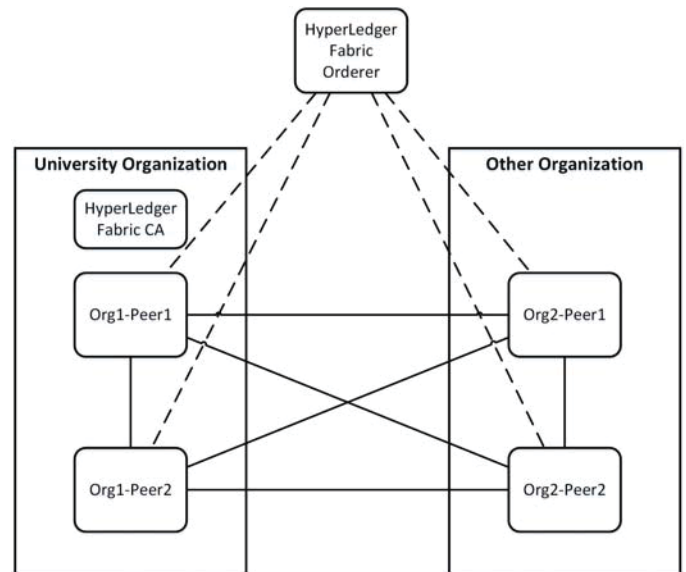 HyperLedger
Fabric
Orderer
University Organization
Other Organization
HyperLedger
Fabric CA
Org1-Peer1
Org2-Peer1
Org1-Peer2
Org2-Peer2